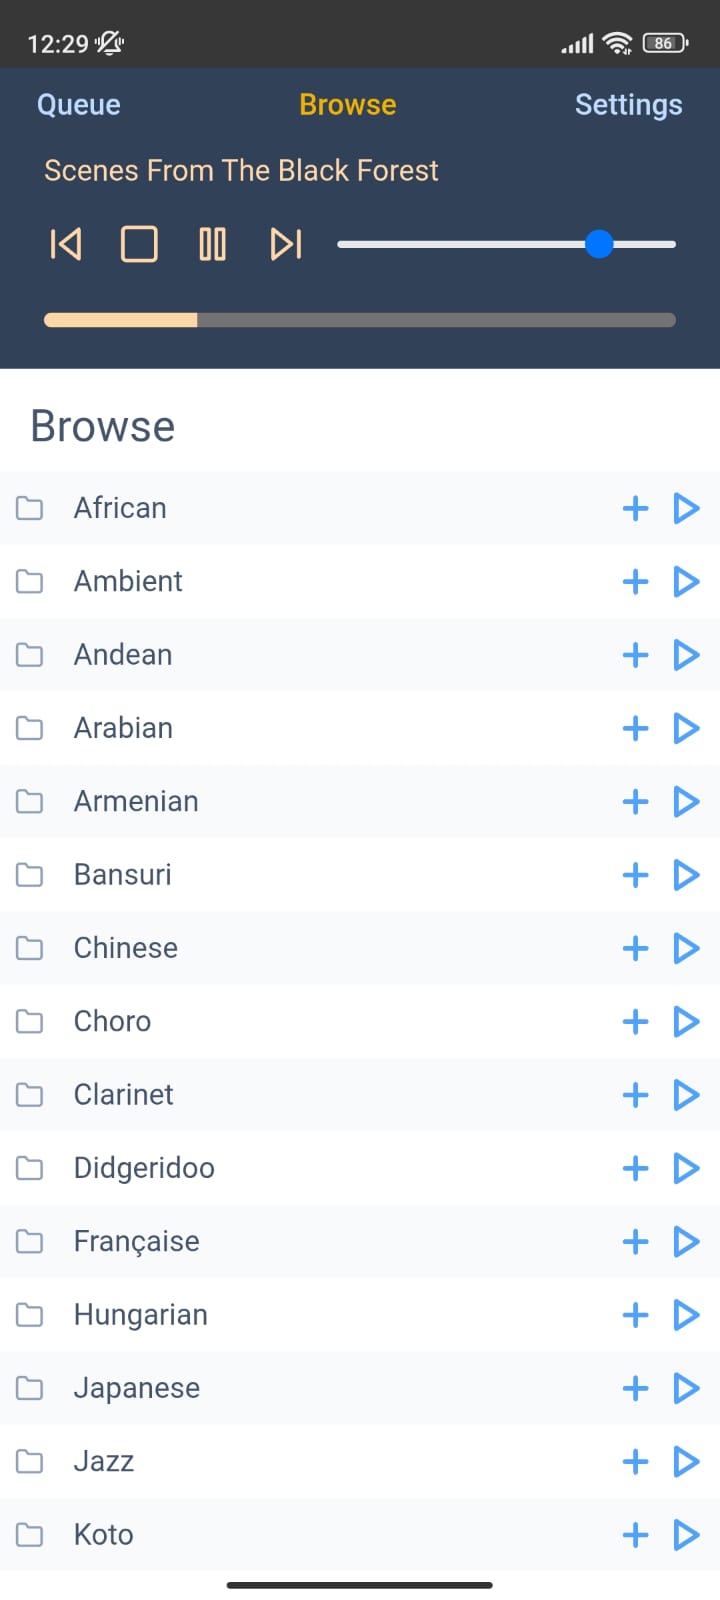 12:29 86
Queue Browse Settings
Scenes From The Black Forest
Browse
African
Ambient
Andean
Arabian
Armenian
Bansuri
Chinese
Choro
Clarinet
Didgeridoo
Française
Hungarian
Japanese
Jazz
Koto